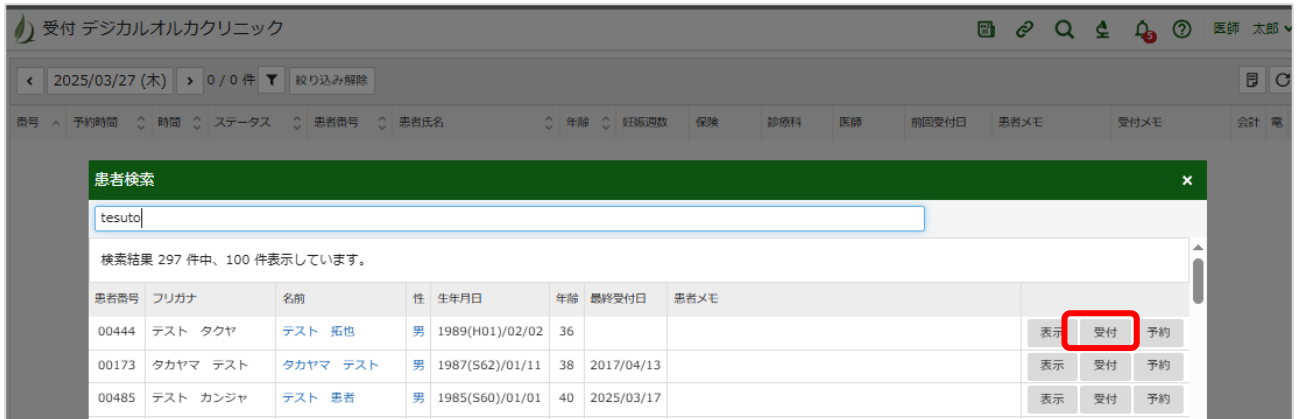 受付 デジカルオルカクリニック 5 医師 太郎
2025/03/27 (木) 0 / 0 件 絞り込み解除
番号 予約時間 時間 ステータス 患者番号 患者氏名 年齢 妊娠週数 保険 診療科 医師 前回受付日 患者メモ 受付メモ 会計 電
患者検索 ×
tesuto
検索結果 297 件中、100 件表示しています。
患者番号 フリガナ 名前 性 生年月日 年齢 最終受付日 患者メモ
00444 テスト タクヤ テスト 拓也 男 1989(H01)/02/02 36 表示 受付 予約
00173 タカヤマ テスト タカヤマ テスト 男 1987(S62)/01/11 38 2017/04/13 表示 受付 予約
00485 テスト カンジャ テスト 患者 男 1985(S60)/01/01 40 2025/03/17 表示 受付 予約